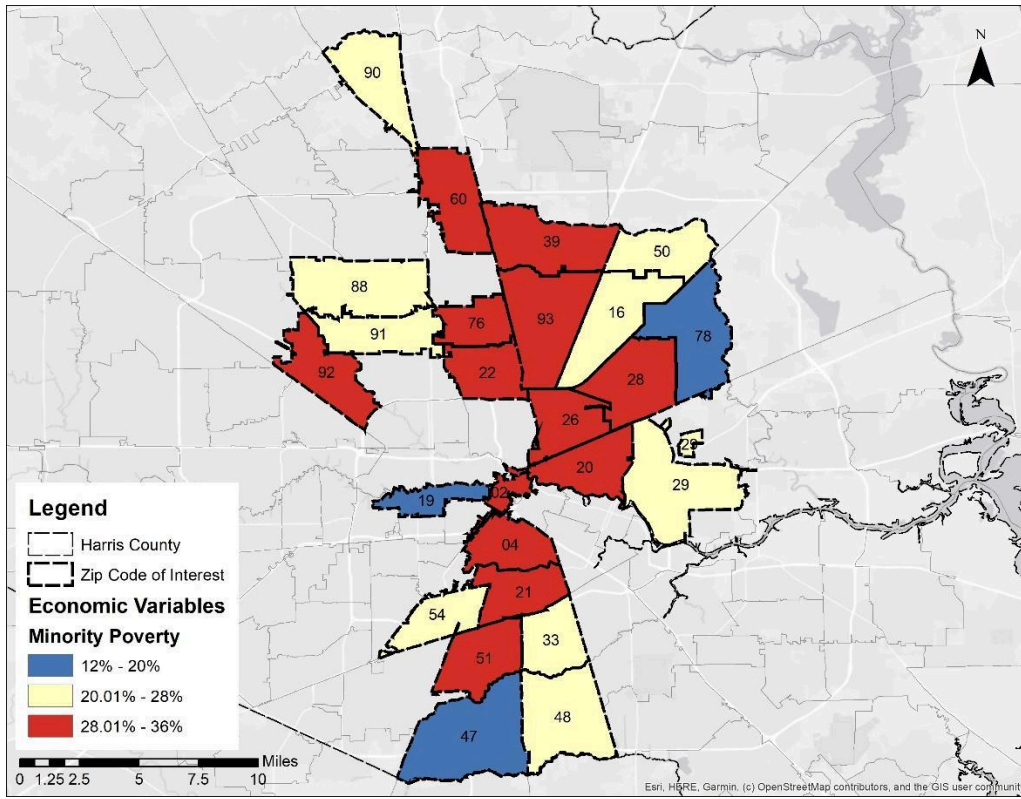 N
90
60
39
50
88
16
76
93
78
91
22
28
92
26
29
20
29
19
02
04
21
54
33
51
48
47
Legend
Harris County
Zip Code of Interest
Economic Variables
Minority Poverty
12% - 20%
20.01% - 28%
28.01% - 36%
Miles
0 1.25 2.5 5 7.5 10
Esri, HERE, Garmin, (c) OpenStreetMap contributors, and the GIS user community